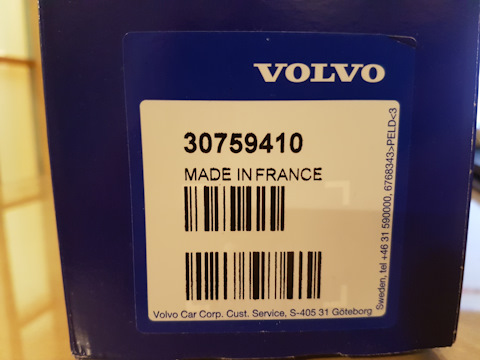 VOLVO
30759410
MADE IN FRANCE
Volvo Car Corp. Cust. Service, S-405 31 Göteborg
Sweden, tel +46 31 590000, 6768343>PELD<3